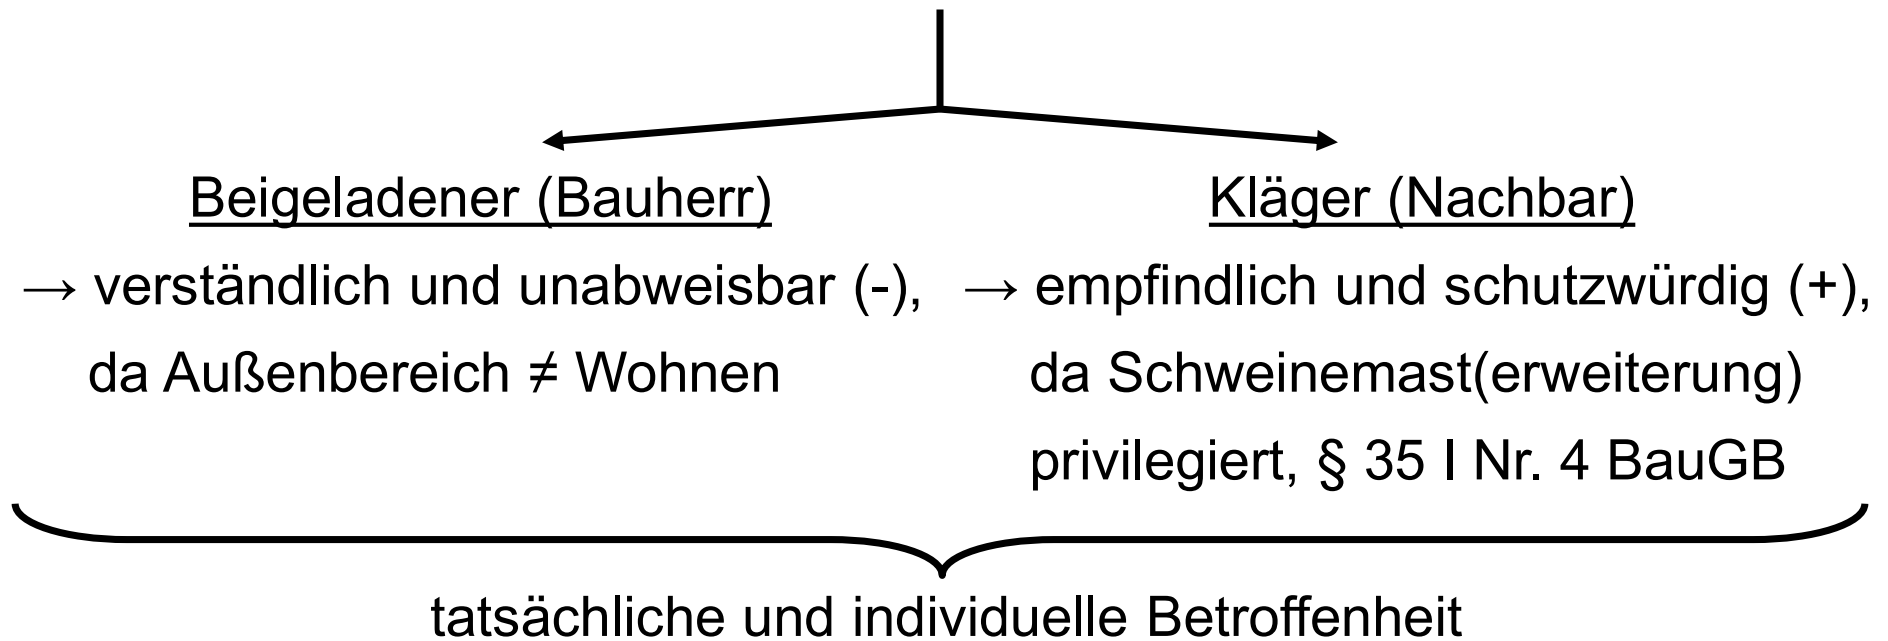 Beigeladener (Bauherr)
→ verständlich und unabweisbar (-),
da Außenbereich ≠ Wohnen
Kläger (Nachbar)
→ empfindlich und schutzwürdig (+),
da Schweinemast(erweiterung)
privilegiert, § 35 I Nr. 4 BauGB
tatsächliche und individuelle Betroffenheit